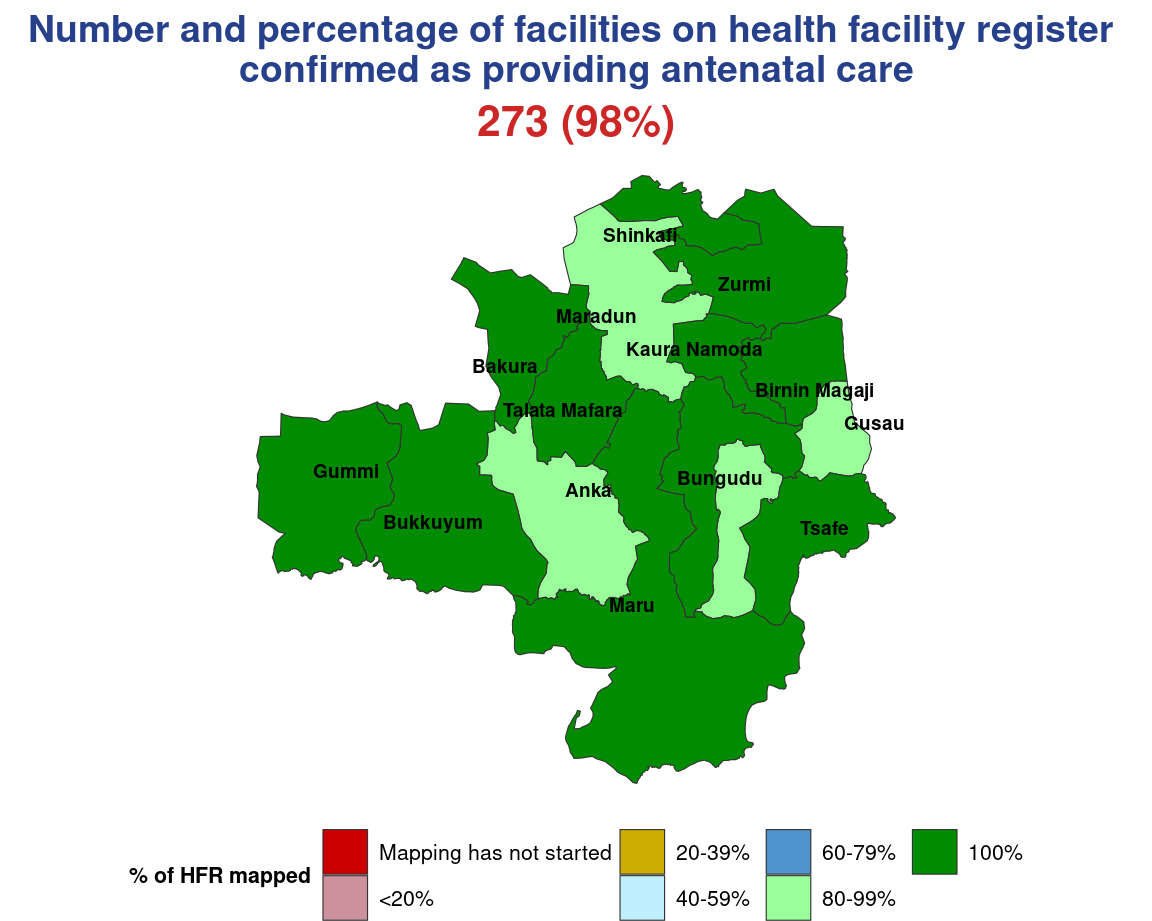 Number and percentage of facilities on health facility register
confirmed as providing antenatal care
273 (98%)
Shinkafi
Zurmi
Maradun
Kaura Namoda
Bakura
Birnin Magaji
Talata Mafara
Gusau
Gummi
Bungudu
Anka
Bukkuyum
Tsafe
Maru
% of HFR mapped
Mapping has not started
<20%
20-39%
40-59%
60-79%
80-99%
100%